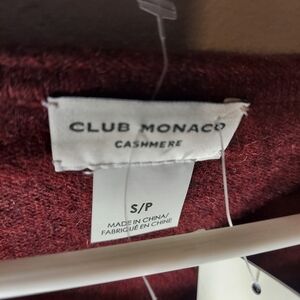 CLUB MONACO
CASHMERE
S/P
MADE IN CHINA/
FABRIQUÉ EN CHINE